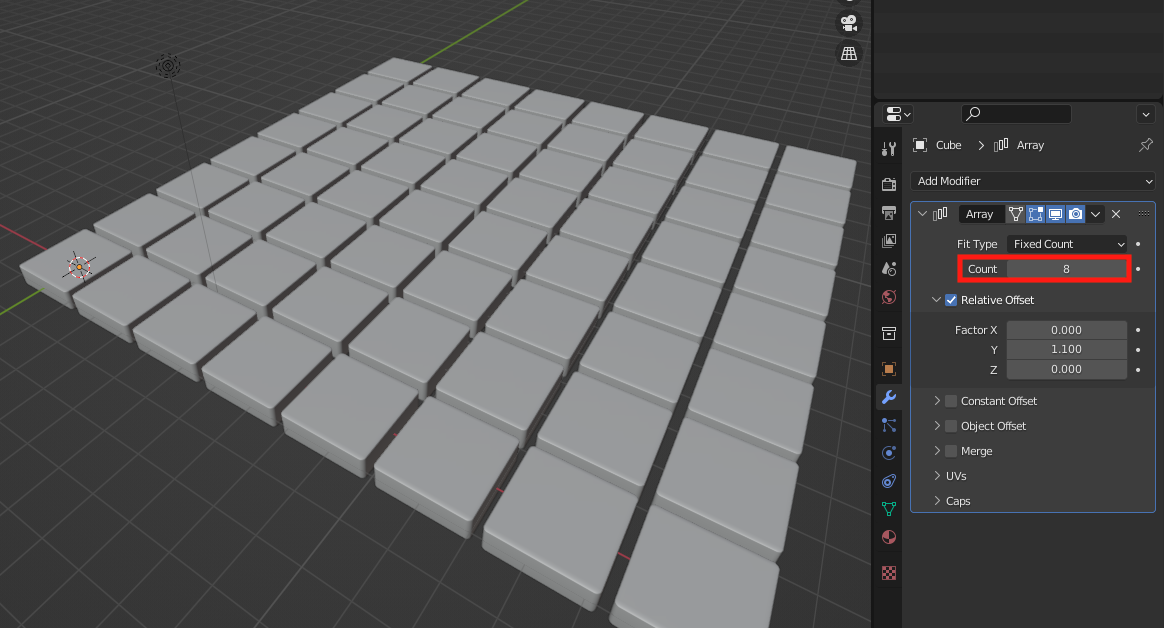 Cube > Array
Add Modifier
Array
Fit Type Fixed Count
Count 8
Relative Offset
Factor X 0.000
Y 1.100
Z 0.000
Constant Offset
Object Offset
Merge
UVs
Caps